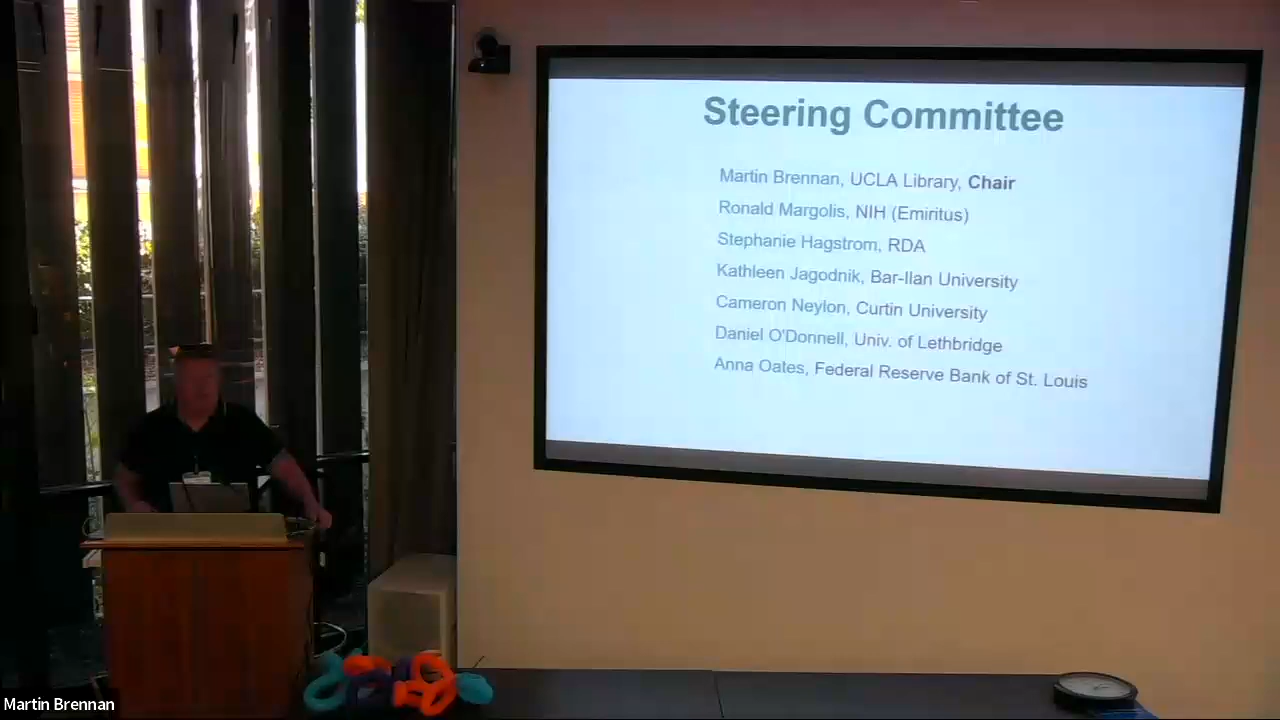 Steering Committee
Martin Brennan, UCLA Library, Chair
Ronald Margolis, NIH (Emiritus)
Stephanie Hagstrom, RDA
Kathleen Jagodnik, Bar-Ilan University
Cameron Neylon, Curtin University
Daniel O'Donnell, Univ. of Lethbridge
Anna Oates, Federal Reserve Bank of St. Louis
Martin Brennan